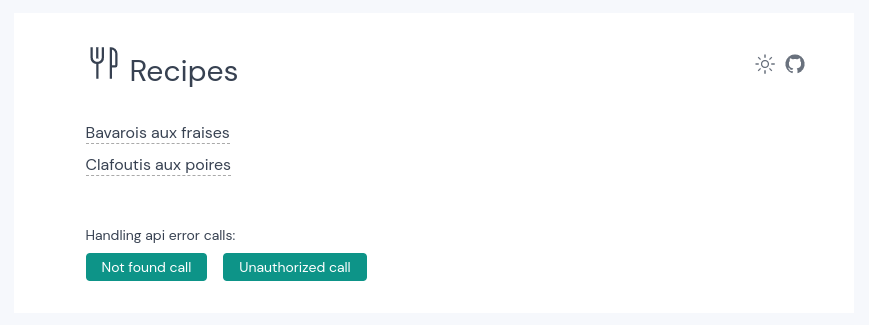 Recipes
Bavarois aux fraises
Clafoutis aux poires
Handling api error calls:
Not found call
Unauthorized call